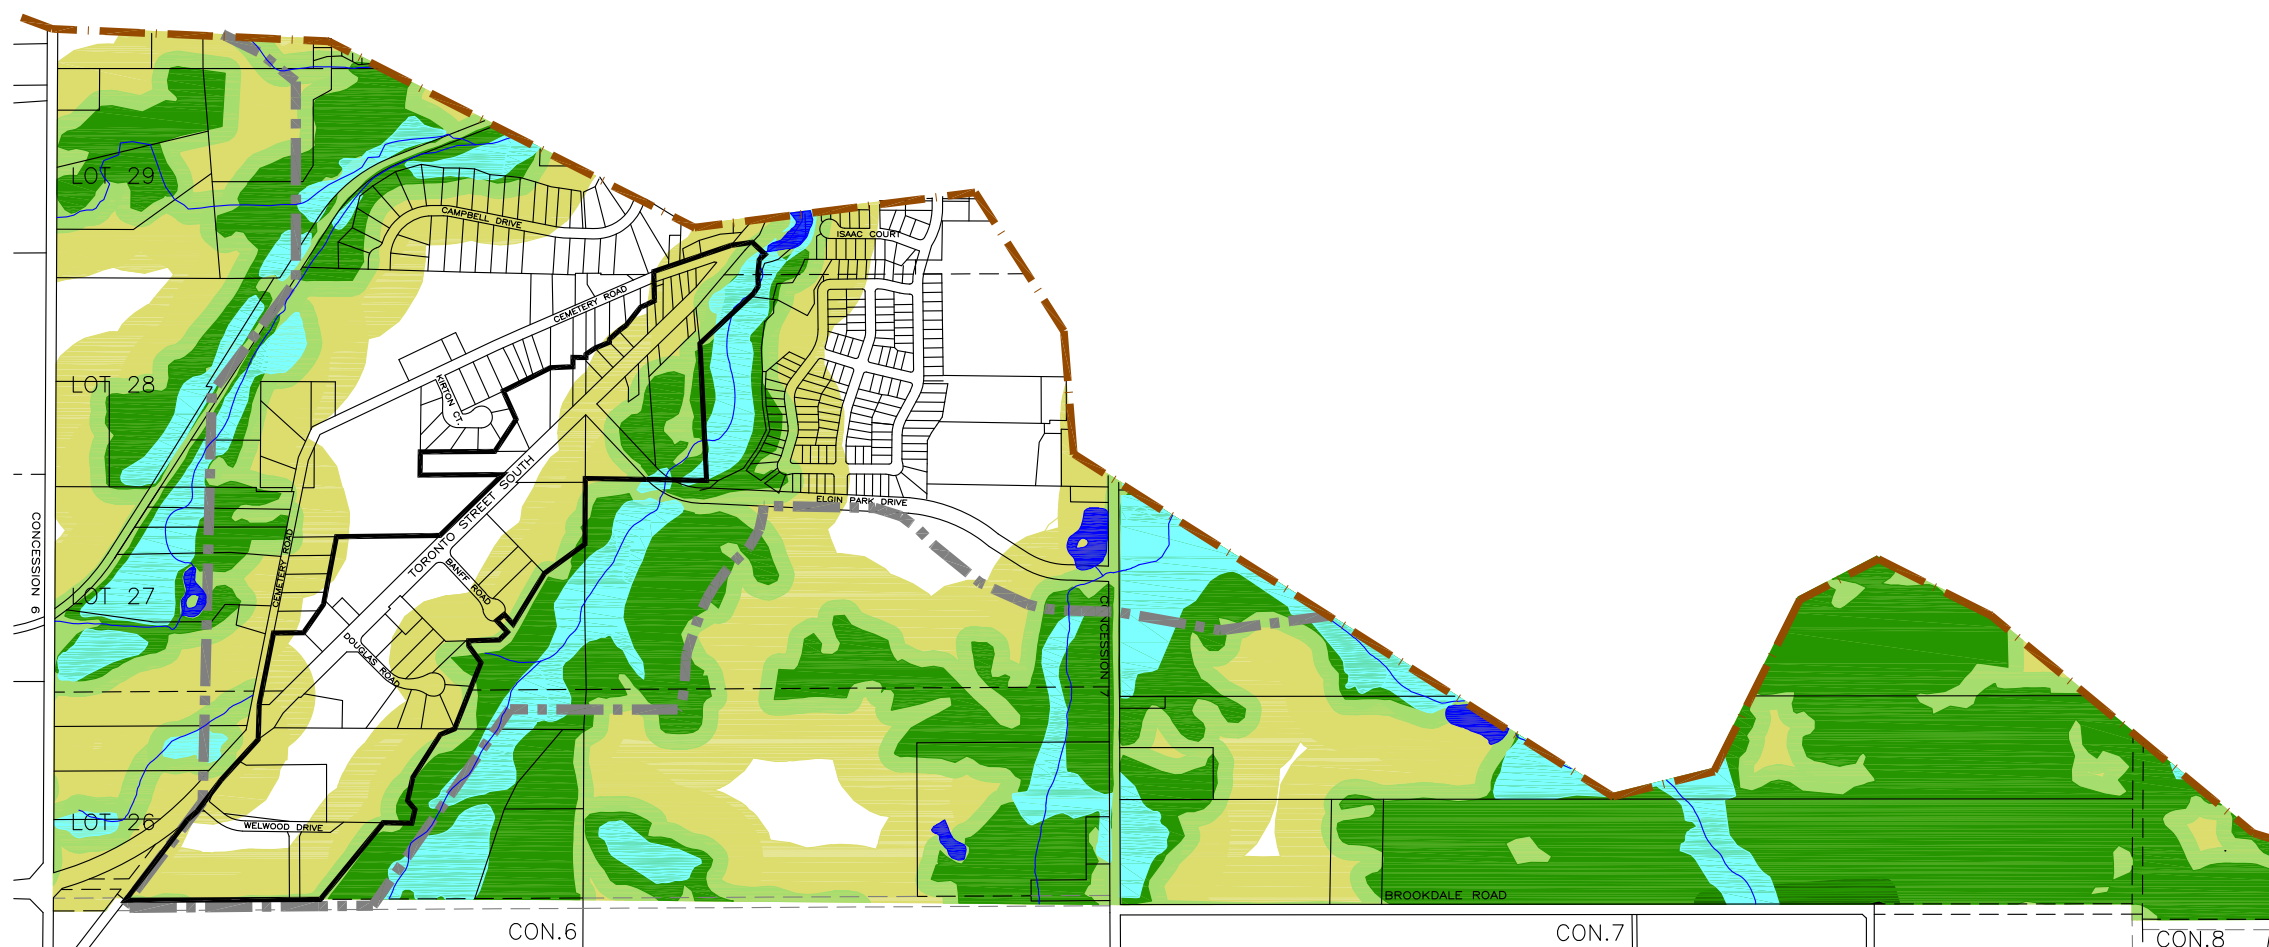 LOT 29
CAMPBELL DRIVE
ISAAC COURT
CEMETERY ROAD
LOT 28
KIRTON CT.
TORONTO STREET SOUTH
ELGIN PARK DRIVE
CONCESSION 6
CEMETERY ROAD
BANFF ROAD
LOT 27
CONCESSION 7
DOUGLAS ROAD
LOT 26
WELWOOD DRIVE
BROOKDALE ROAD
CON.6
CON.7
CON.8